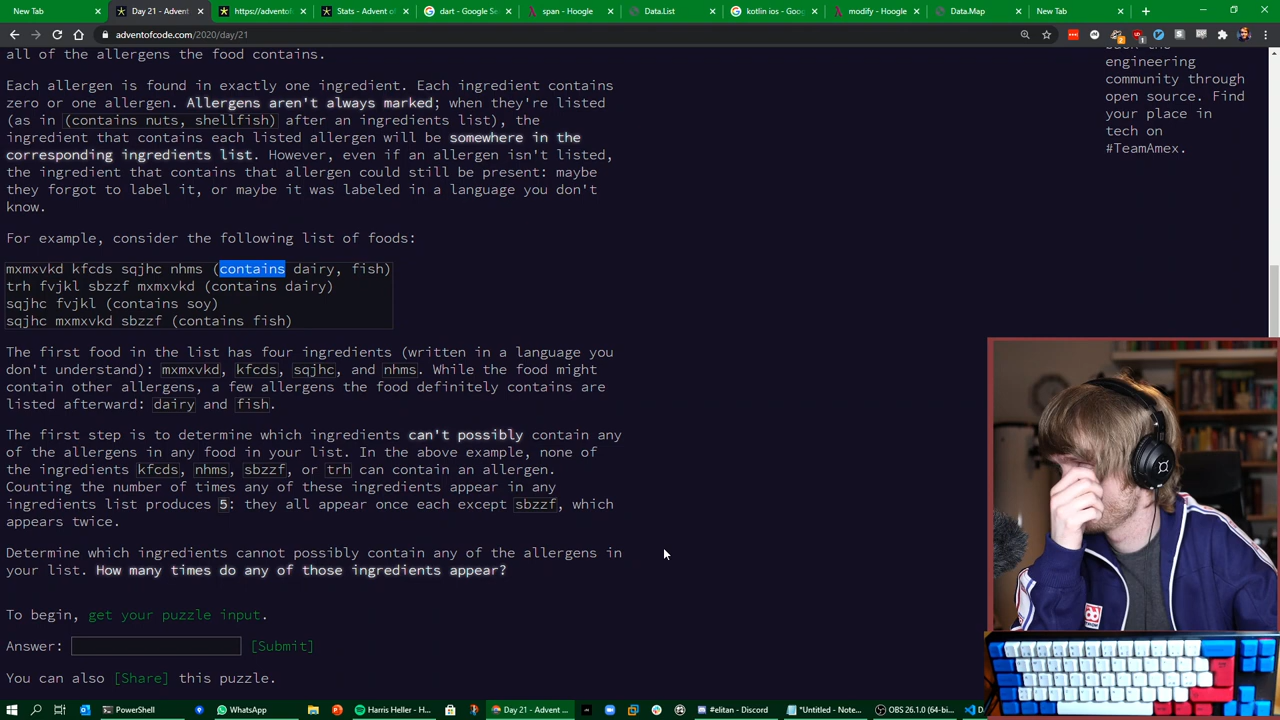 New Tab
Day 21 - Advent
https://adventof
Stats - Advent of
dart - Google Se
span - Hoogle
Data.List
kotlin ios - Goo
modify - Hoogle
Data.Map
New Tab
adventofcode.com/2020/day/21
all of the allergens the food contains.
Each allergen is found in exactly one ingredient. Each ingredient contains
zero or one allergen. Allergens aren't always marked; when they're listed
(as in (contains nuts, shellfish) after an ingredients list), the
ingredient that contains each listed allergen will be somewhere in the
corresponding ingredients list. However, even if an allergen isn't listed,
the ingredient that contains that allergen could still be present: maybe
they forgot to label it, or maybe it was labeled in a language you don't
know.
For example, consider the following list of foods:
mxmxvkd kfcds sqjhc nhms (contains dairy, fish)
trh fvjkl sbzzf mxmxvkd (contains dairy)
sqjhc fvjkl (contains soy)
sqjhc mxmxvkd sbzzf (contains fish)
The first food in the list has four ingredients (written in a language you
don't understand): mxmxvkd, kfcds, sqjhc, and nhms. While the food might
contain other allergens, a few allergens the food definitely contains are
listed afterward: dairy and fish.
The first step is to determine which ingredients can't possibly contain any
of the allergens in any food in your list. In the above example, none of
the ingredients kfcds, nhms, sbzzf, or trh can contain an allergen.
Counting the number of times any of these ingredients appear in any
ingredients list produces 5: they all appear once each except sbzzf, which
appears twice.
Determine which ingredients cannot possibly contain any of the allergens in
your list. How many times do any of those ingredients appear?
To begin, get your puzzle input.
Answer:
[Submit]
You can also [Share] this puzzle.
engineering
community through
open source. Find
your place in
tech on
#TeamAmex.
PowerShell
WhatsApp
Harris Heller - H...
Day 21 - Advent ...
#elitan - Discord
*Untitled - Note...
OBS 26.1.0 (64-...